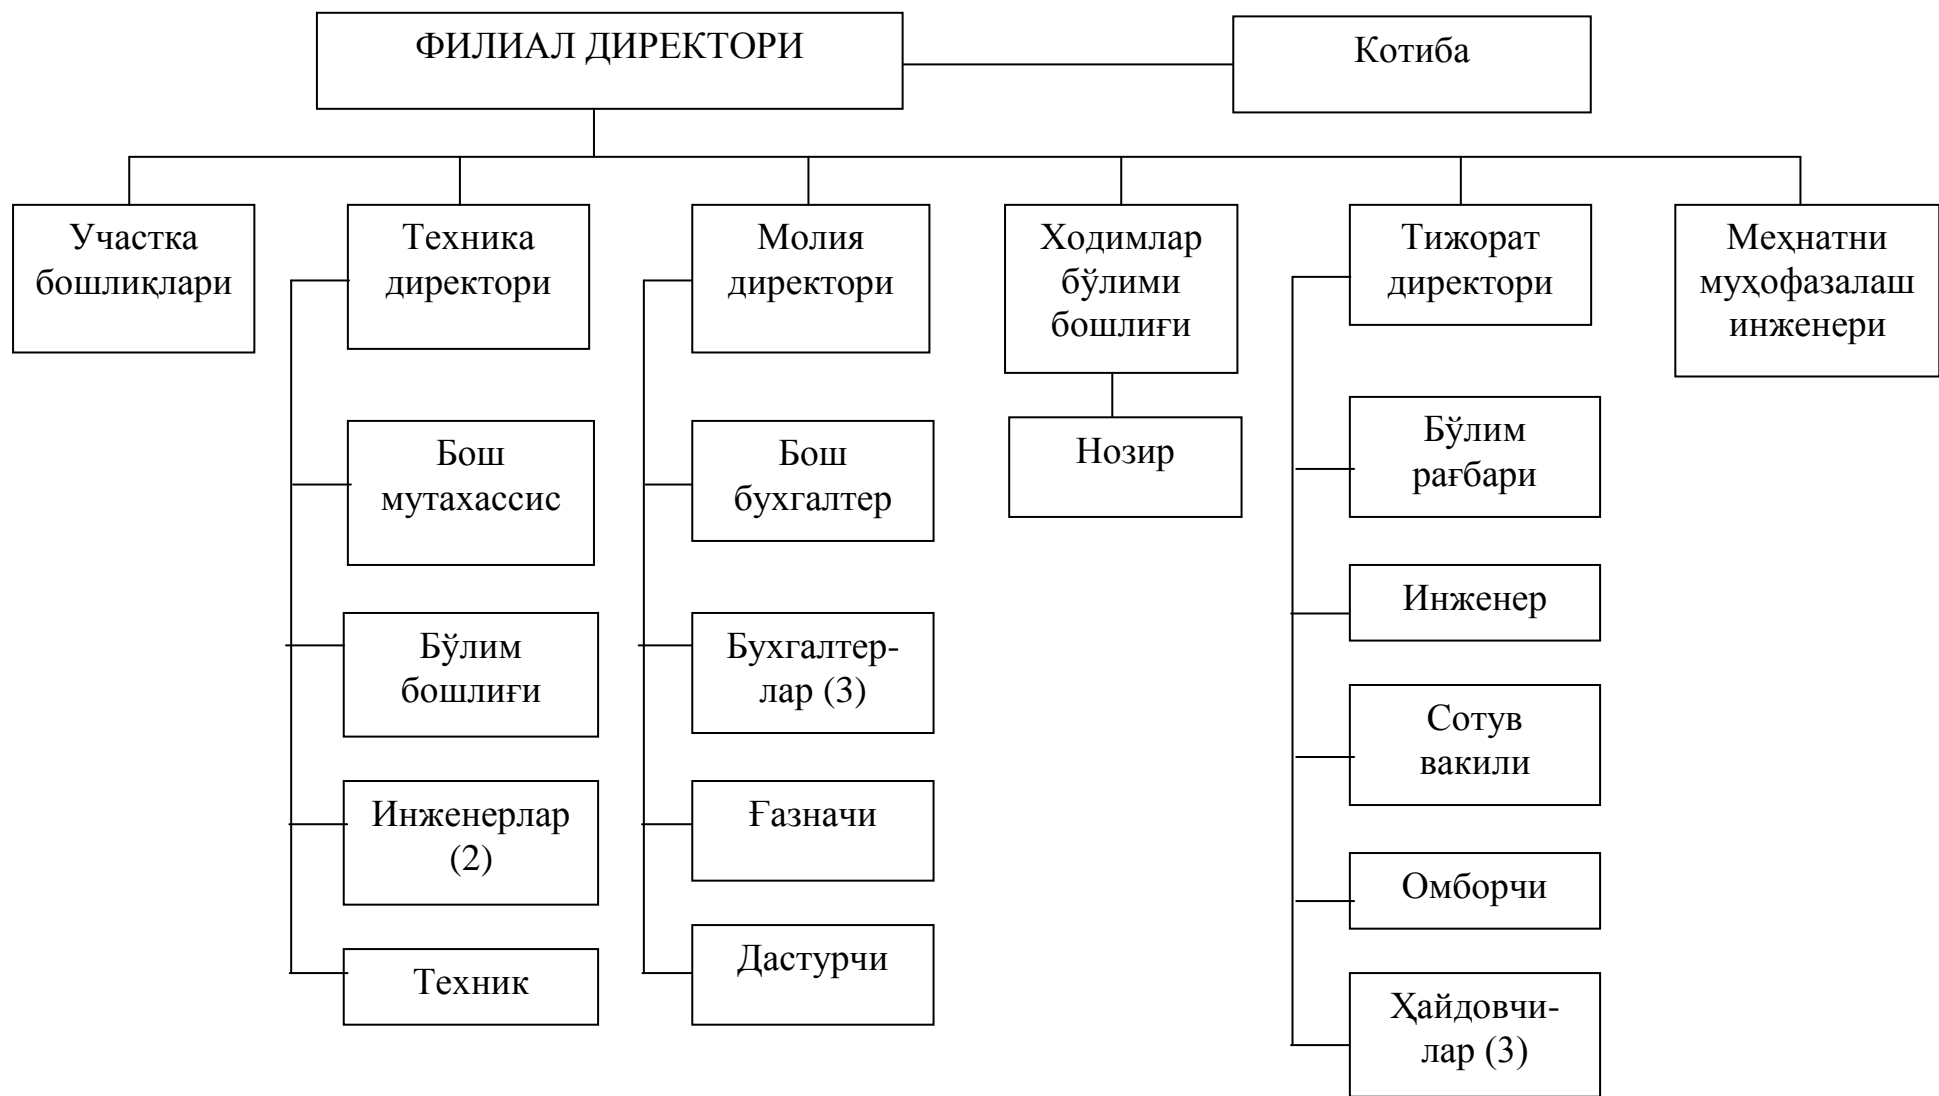 ФИЛИАЛ ДИРЕКТОРИ
Котиба
Участка
бошлиқлари
Техника
директори
Молия
директори
Ходимлар
бўлими
бошлиғи
Тижорат
директори
Меҳнатни
муҳофазалаш
инженери
Бош
мутахассис
Бўлим
бошлиғи
Инженерлар
(2)
Техник
Бош
бухгалтер
Бухгалтер-
лар (3)
Ғазначи
Дастурчи
Нозир
Бўлим
рағбари
Инженер
Сотув
вакили
Омборчи
Ҳайдовчи-
лар (3)